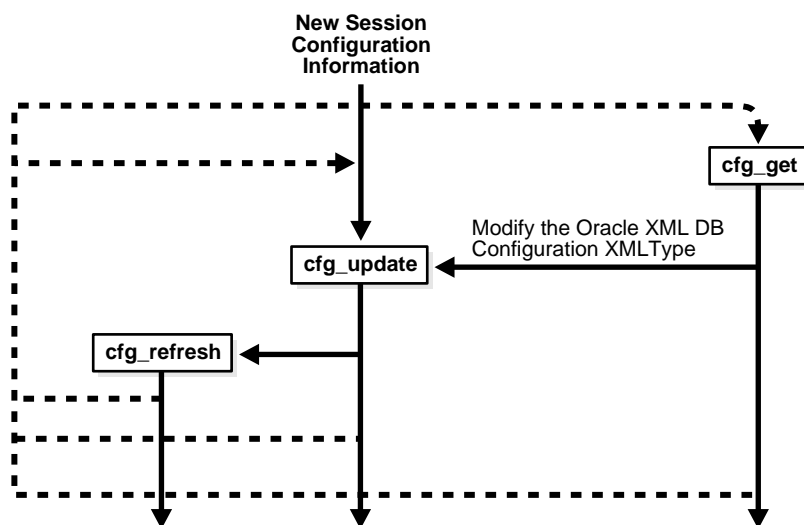 New Session
Configuration
Information
cfg_get
Modify the Oracle XML DB
Configuration XMLType
cfg_update
cfg_refresh